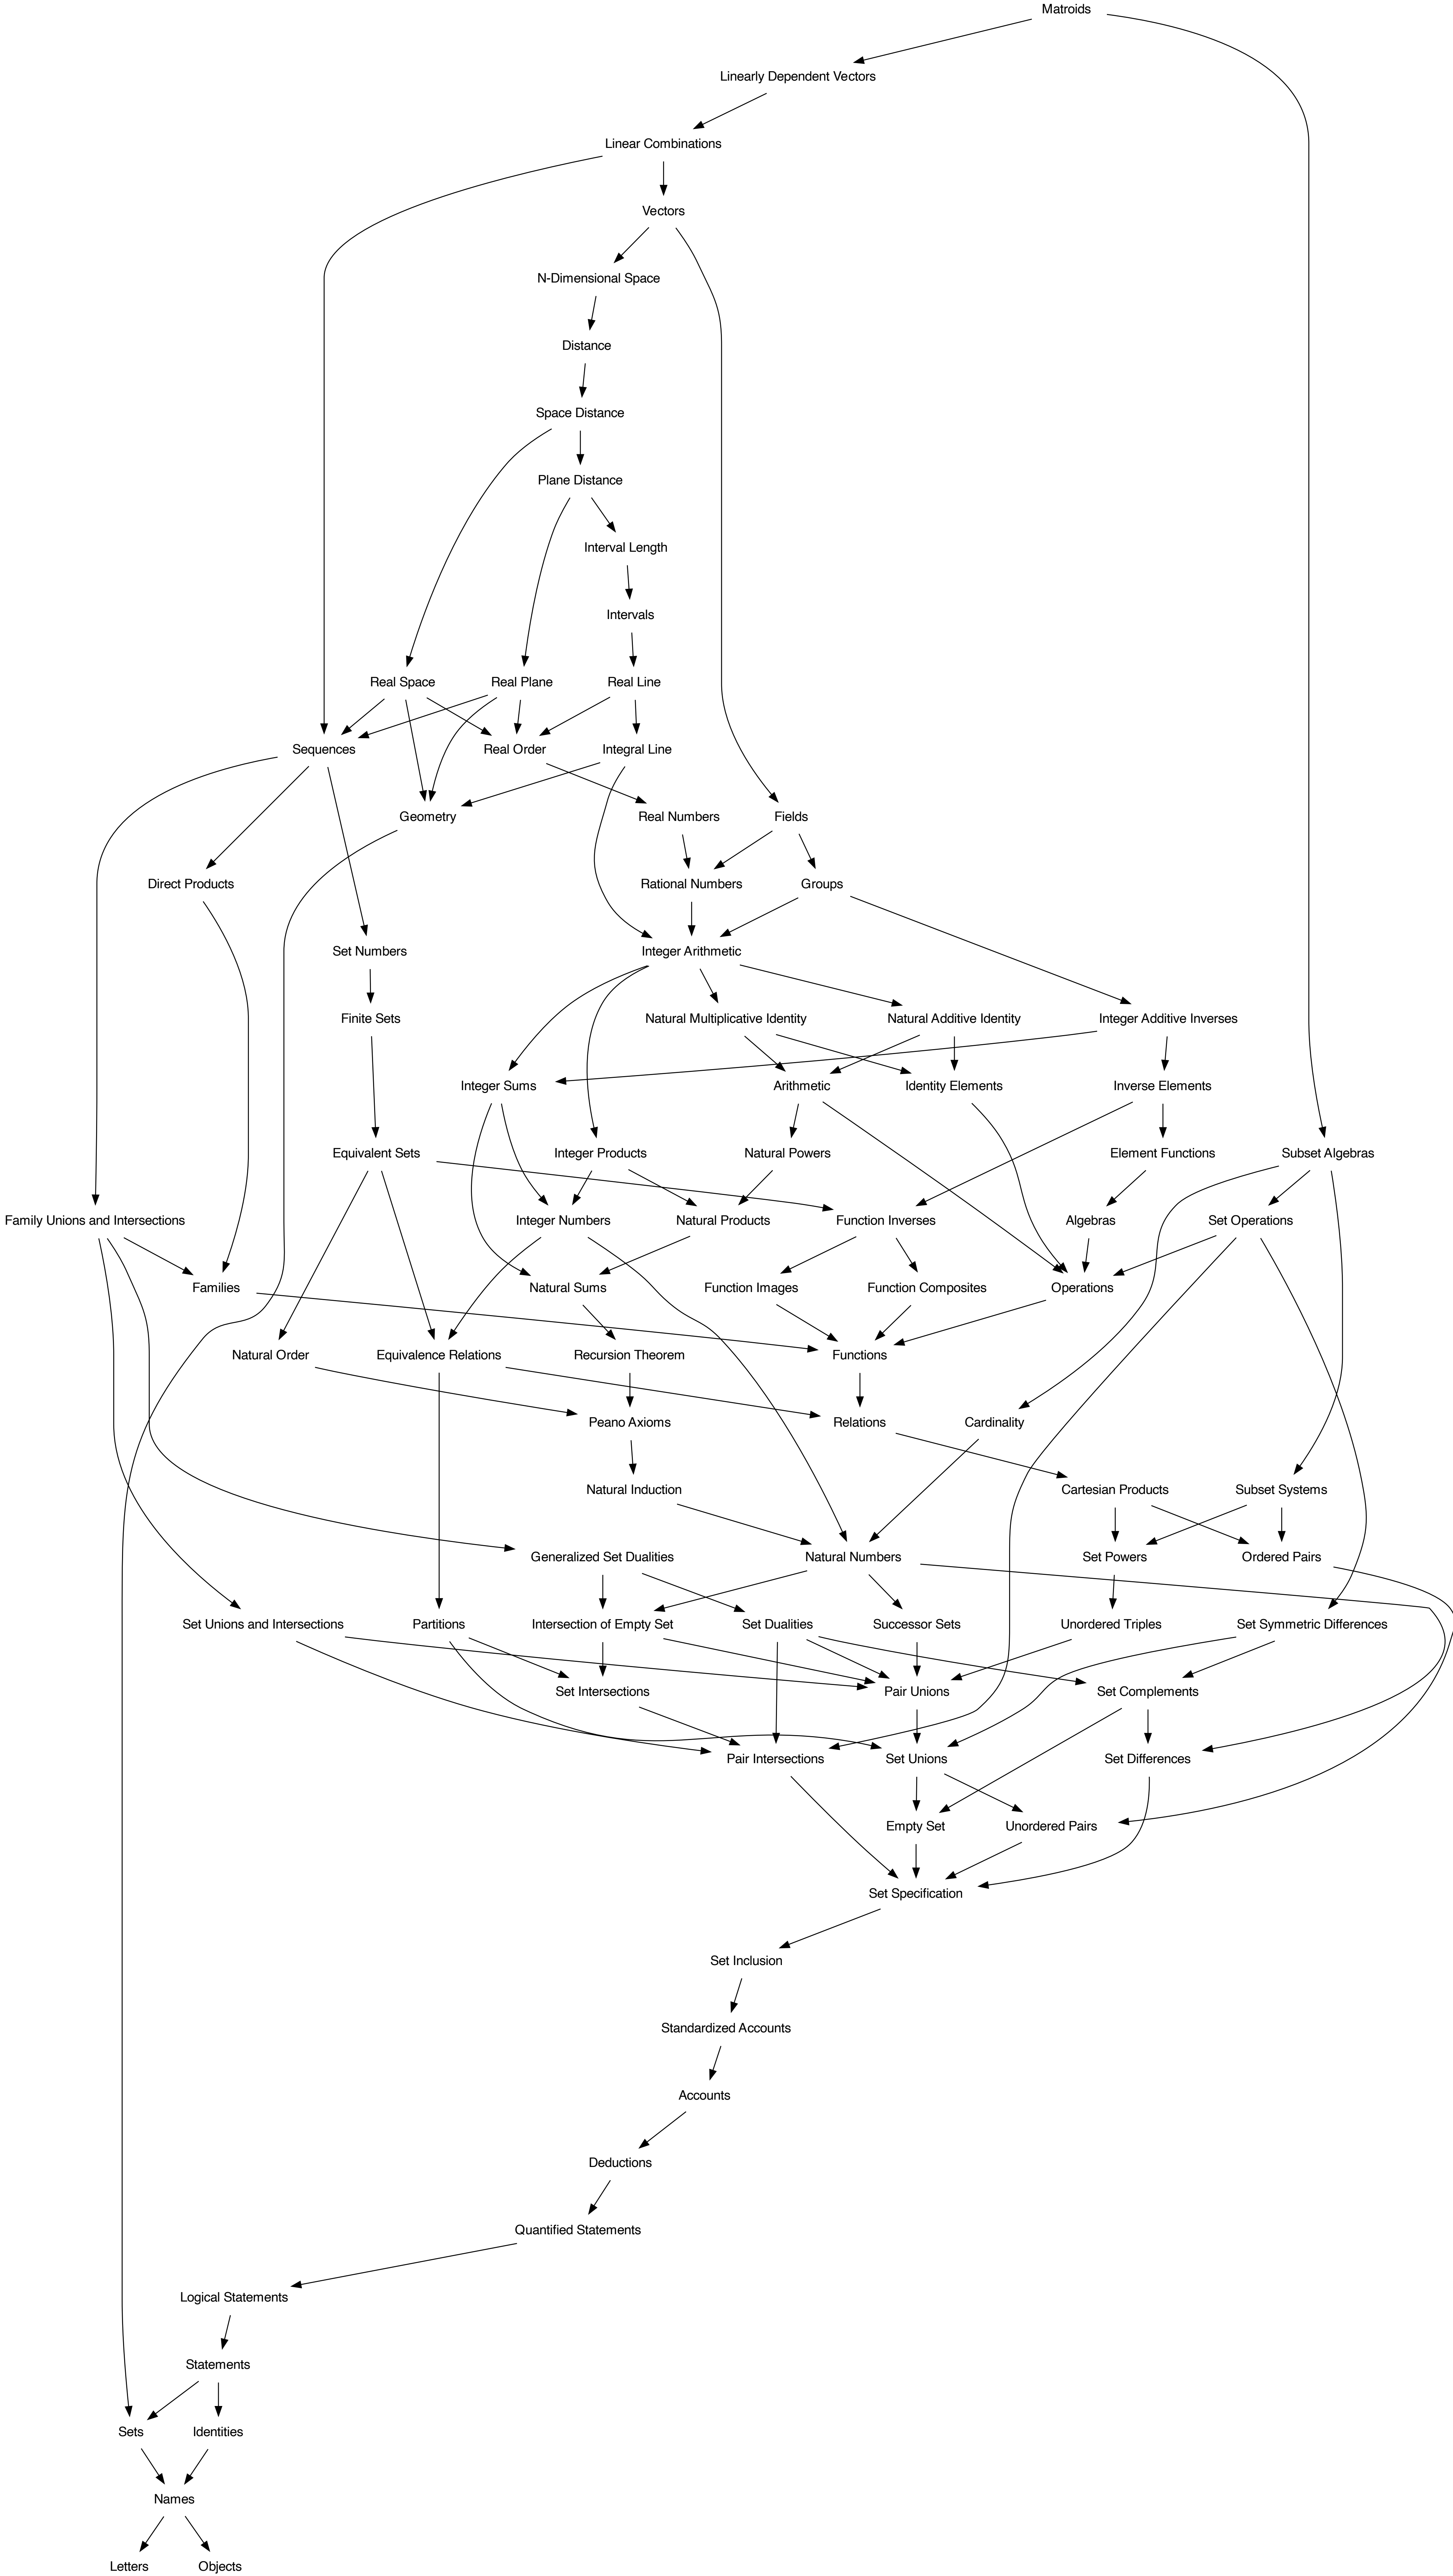 Matroids
Linearly Dependent Vectors
Linear Combinations
Vectors
N-Dimensional Space
Distance
Space Distance
Plane Distance
Interval Length
Intervals
Real Space
Real Plane
Real Line
Sequences
Real Order
Integral Line
Geometry
Real Numbers
Fields
Direct Products
Rational Numbers
Groups
Set Numbers
Integer Arithmetic
Finite Sets
Natural Multiplicative Identity
Natural Additive Identity
Integer Additive Inverses
Integer Sums
Arithmetic
Identity Elements
Inverse Elements
Equivalent Sets
Integer Products
Natural Powers
Element Functions
Subset Algebras
Family Unions and Intersections
Integer Numbers
Natural Products
Function Inverses
Algebras
Set Operations
Families
Natural Sums
Function Images
Function Composites
Operations
Natural Order
Equivalence Relations
Recursion Theorem
Functions
Peano Axioms
Relations
Cardinality
Natural Induction
Cartesian Products
Subset Systems
Generalized Set Dualities
Natural Numbers
Set Powers
Ordered Pairs
Set Unions and Intersections
Partitions
Intersection of Empty Set
Set Dualities
Successor Sets
Unordered Triples
Set Symmetric Differences
Set Intersections
Pair Unions
Set Complements
Pair Intersections
Set Unions
Set Differences
Empty Set
Unordered Pairs
Set Specification
Set Inclusion
Standardized Accounts
Accounts
Deductions
Quantified Statements
Logical Statements
Statements
Sets
Identities
Names
Letters
Objects